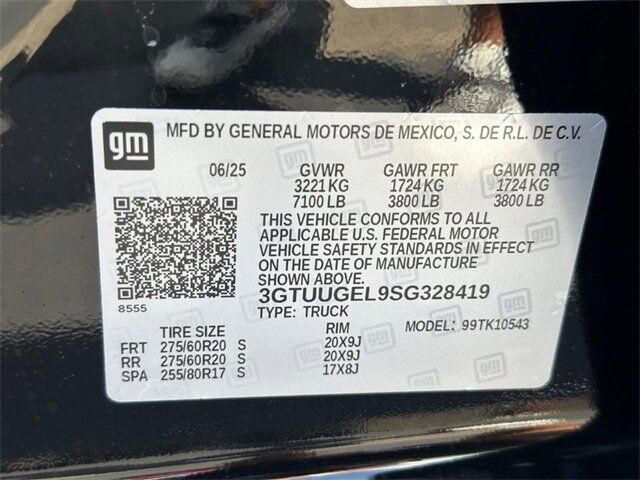 gm MFD BY GENERAL MOTORS DE MEXICO, S. DE R.L. DE C.V.
06/25 GVWR GAWR FRT GAWR RR
3221 KG 1724 KG 1724 KG
7100 LB 3800 LB 3800 LB
THIS VEHICLE CONFORMS TO ALL
APPLICABLE U.S. FEDERAL MOTOR
VEHICLE SAFETY STANDARDS IN EFFECT
ON THE DATE OF MANUFACTURE
SHOWN ABOVE.
8555 3GTUUGEL9SG328419
TYPE: TRUCK MODEL: 99TK10543
TIRE SIZE RIM
FRT 275/60R20 S 20X9J
RR 275/60R20 S 20X9J
SPA 255/80R17 S 17X8J